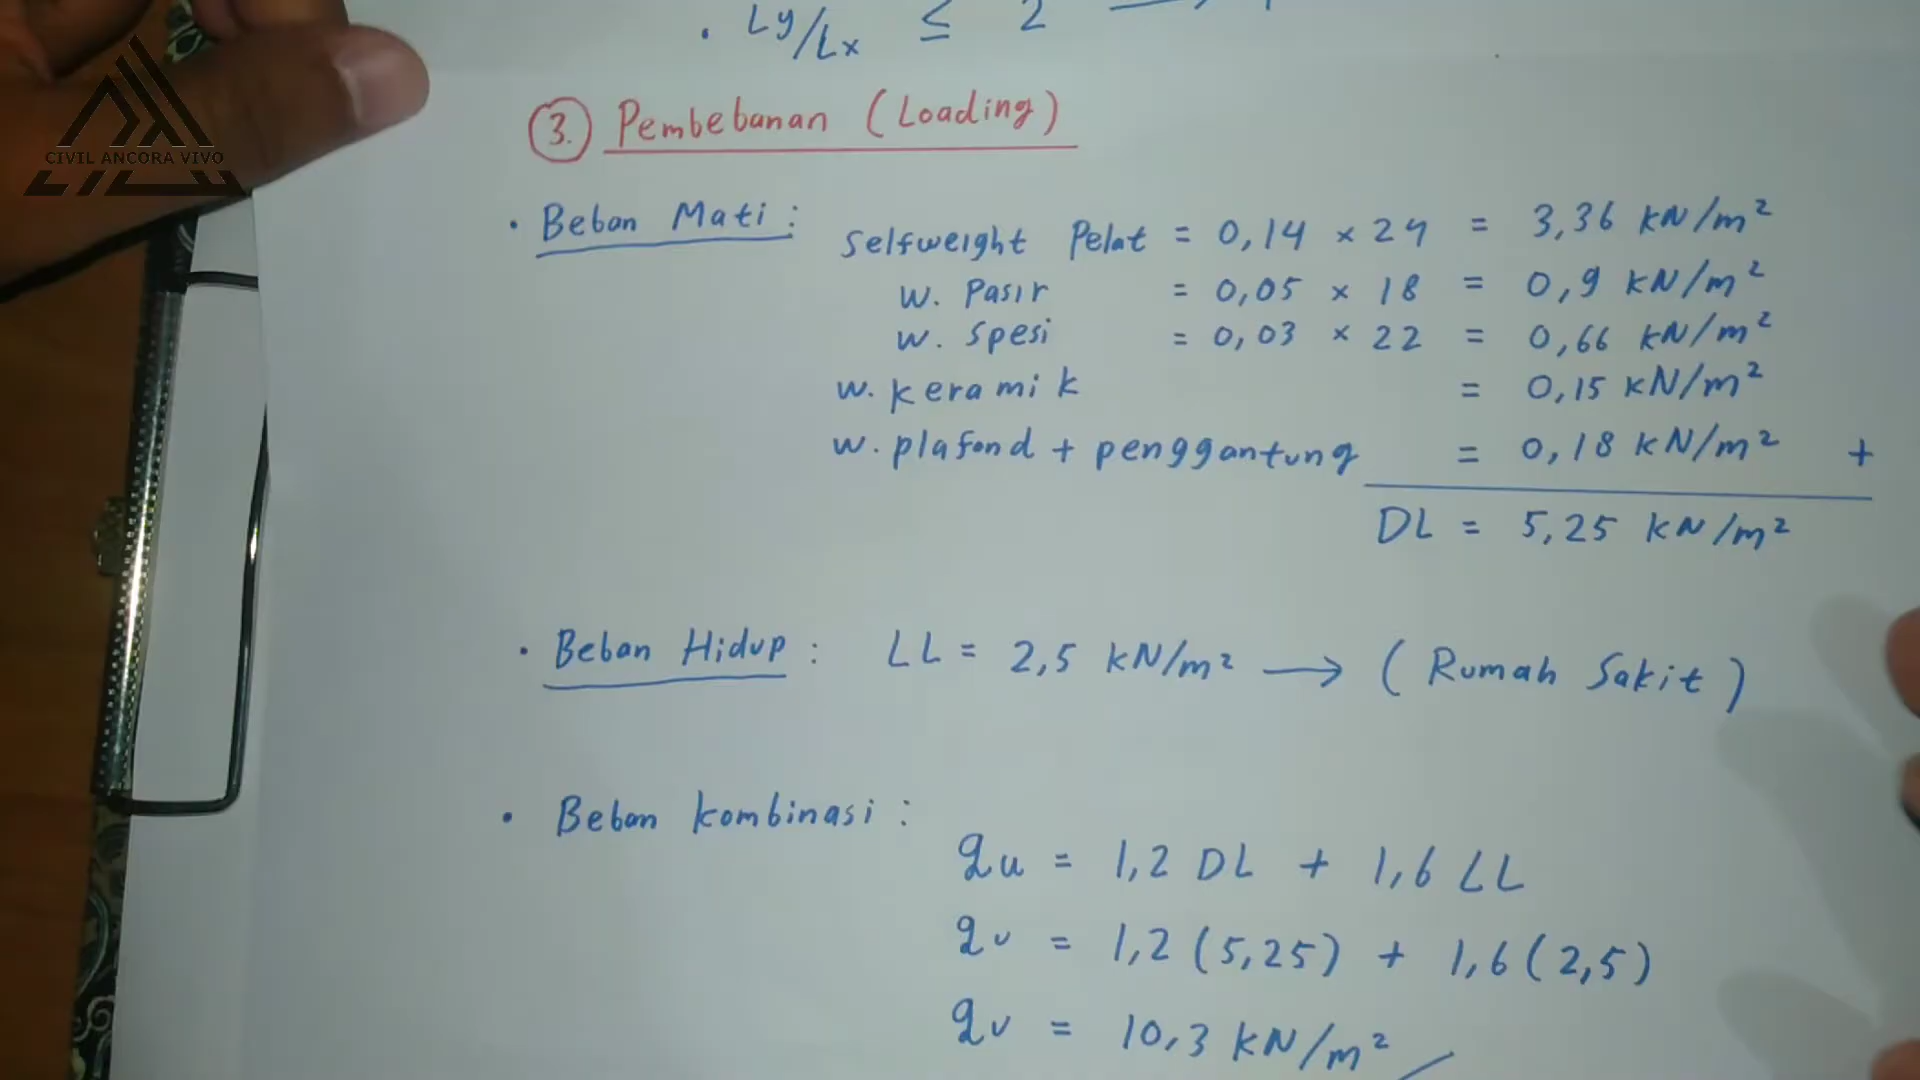 • Ly/Lx ≤ 2
CIVIL ANCORA VIVO
3. Pembebanan (Loading)
• Beban Mati :
Selfweight Pelat = 0,14 × 24 = 3,36 kN/m²
w. Pasir = 0,05 × 18 = 0,9 kN/m²
w. Spesi = 0,03 × 22 = 0,66 kN/m²
w. keramik = 0,15 kN/m²
w. plafond + penggantung = 0,18 kN/m² +
DL = 5,25 kN/m²
• Beban Hidup : LL = 2,5 kN/m² → (Rumah Sakit)
• Beban kombinasi :
qu = 1,2 DL + 1,6 LL
qu = 1,2 (5,25) + 1,6 (2,5)
qu = 10,3 kN/m²